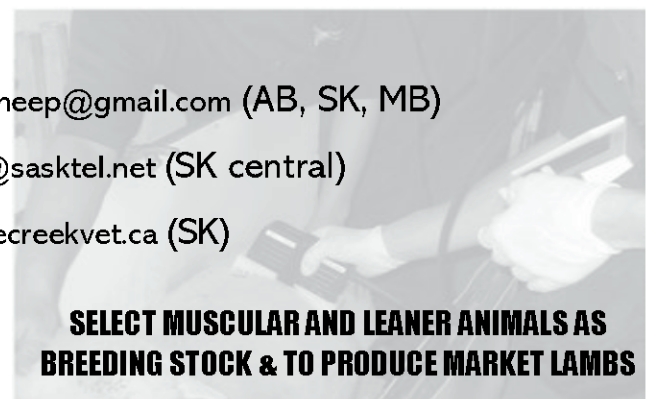 heep@gmail.com (AB, SK, MB)
@sasktel.net (SK central)
ecreekvet.ca (SK)
SELECT MUSCULAR AND LEANER ANIMALS AS
BREEDING STOCK & TO PRODUCE MARKET LAMBS